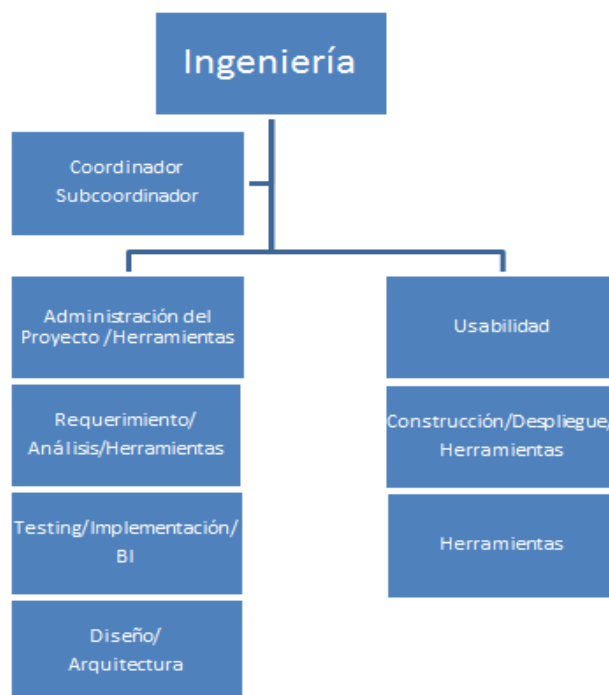 Ingeniería
Coordinador
Subcoordinador
Administración del
Proyecto /Herramientas
Requerimiento/
Análisis/Herramientas
Testing/Implementación/
BI
Diseño/
Arquitectura
Usabilidad
Construcción/Despliegue/
Herramientas
Herramientas